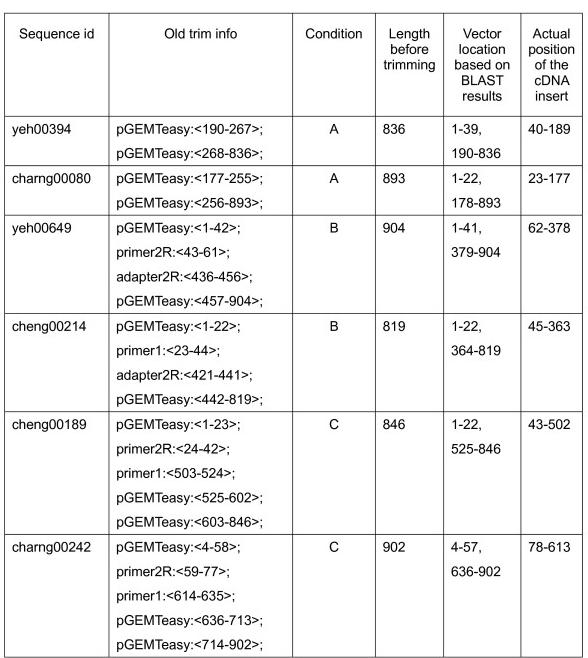 Sequence id
Old trim info
Condition
Length
before
trimming
Vector
location
based on
BLAST
results
Actual
position
of the
cDNA
insert
yeh00394
pGEMTeasy:<190-267>;
pGEMTeasy:<268-836>;
A
836
1-39,
190-836
40-189
charng00080
pGEMTeasy:<177-255>;
pGEMTeasy:<256-893>;
A
893
1-22,
178-893
23-177
yeh00649
pGEMTeasy:<1-42>;
primer2R:<43-61>;
adapter2R:<436-456>;
pGEMTeasy:<457-904>;
B
904
1-41,
379-904
62-378
cheng00214
pGEMTeasy:<1-22>;
primer1:<23-44>;
adapter2R:<421-441>;
pGEMTeasy:<442-819>;
B
819
1-22,
364-819
45-363
cheng00189
pGEMTeasy:<1-23>;
primer2R:<24-42>;
primer1:<503-524>;
pGEMTeasy:<525-602>;
pGEMTeasy:<603-846>;
C
846
1-22,
525-846
43-502
charng00242
pGEMTeasy:<4-58>;
primer2R:<59-77>;
primer1:<614-635>;
pGEMTeasy:<636-713>;
pGEMTeasy:<714-902>;
C
902
4-57,
636-902
78-613